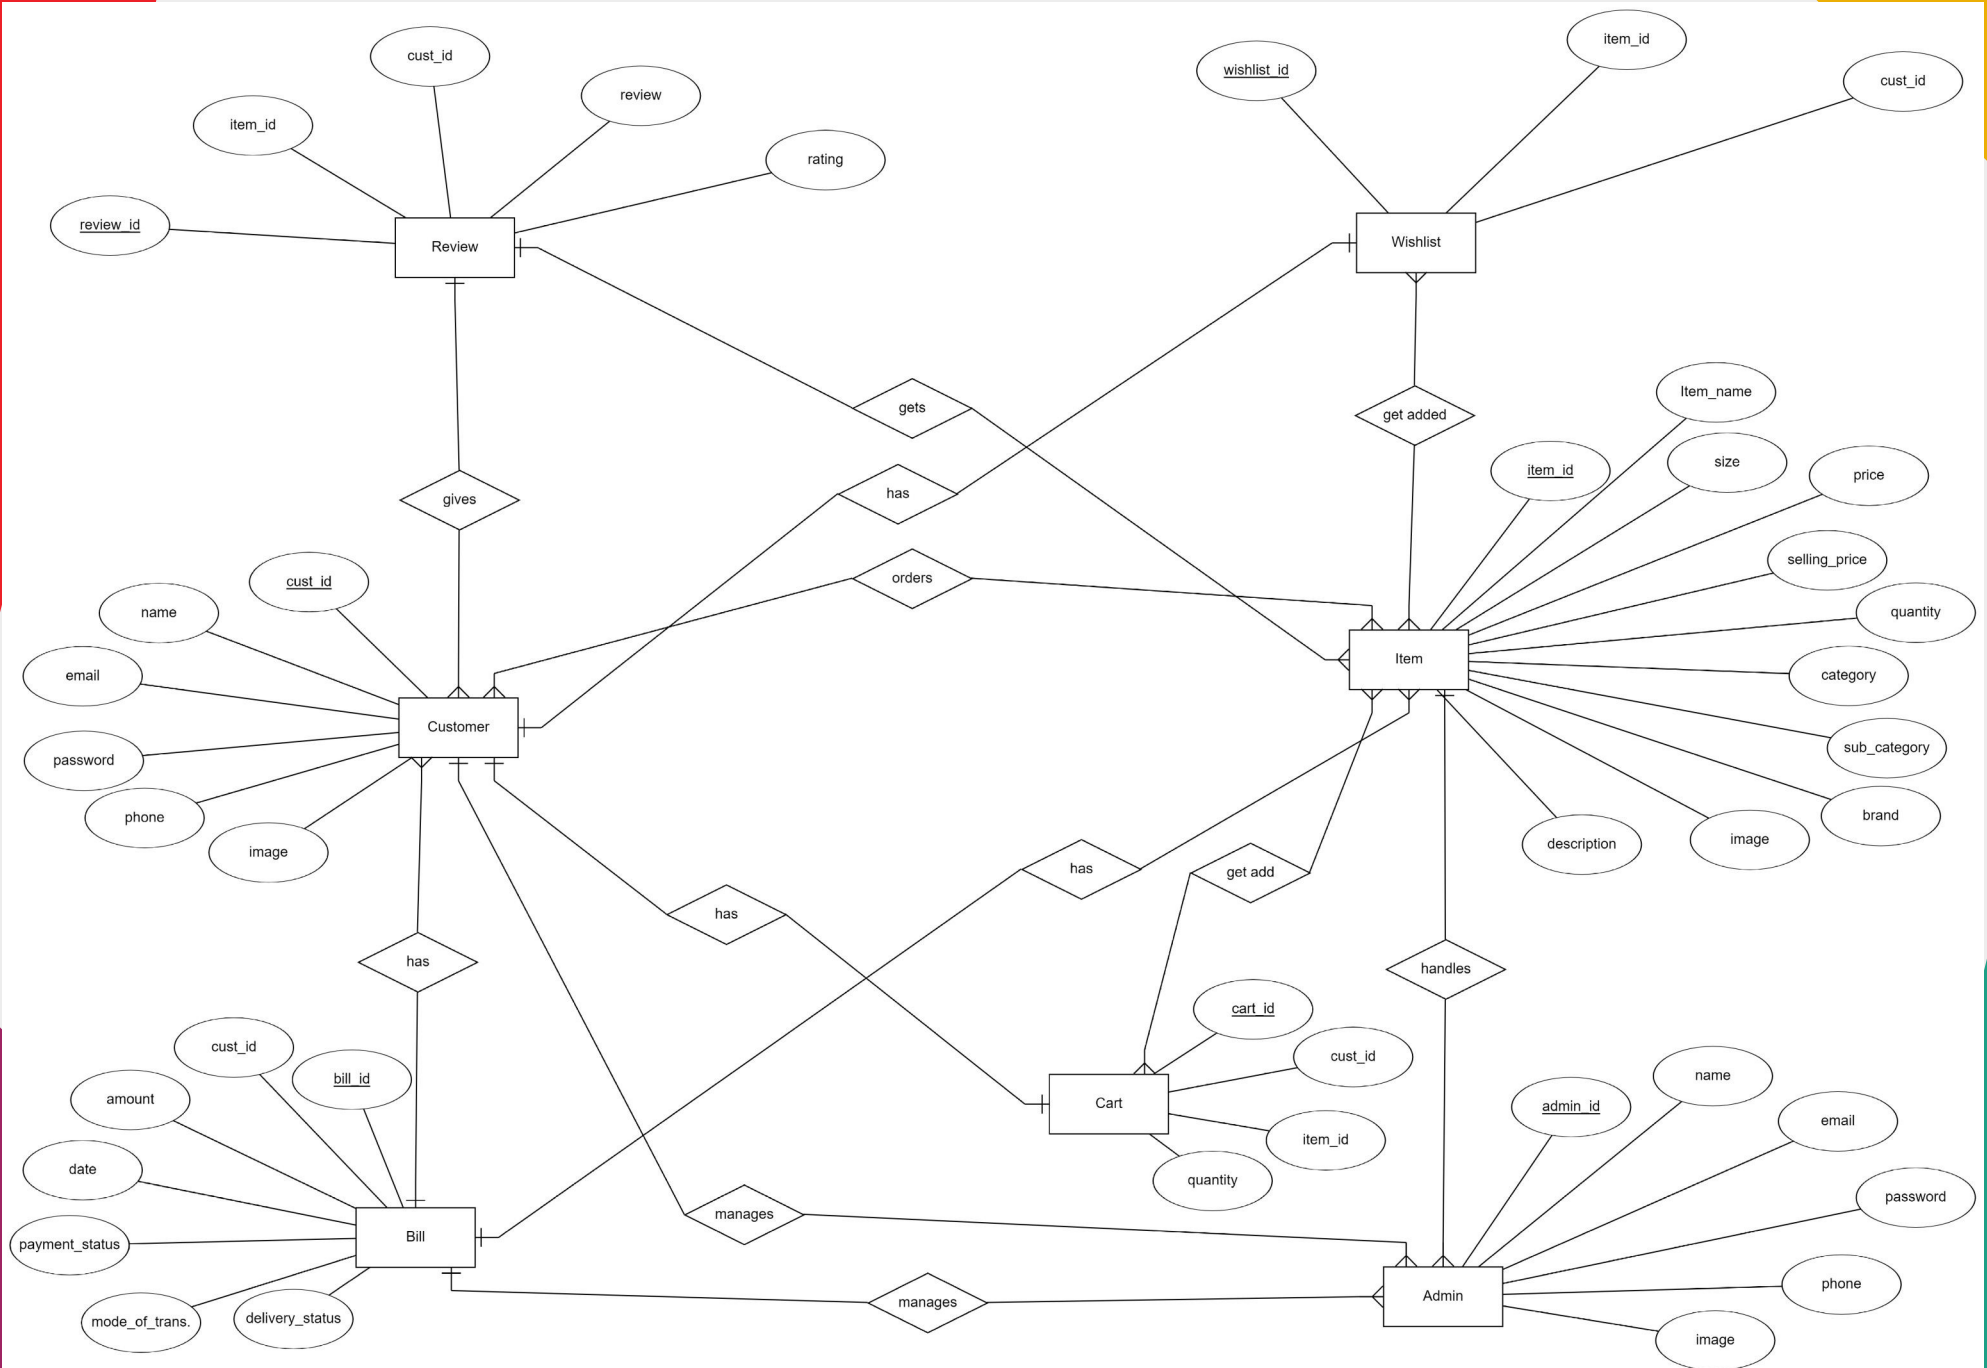 cust_id
item_id
review
rating
review_id
Review
wishlist_id
item_id
cust_id
Wishlist
gets
has
get added
gives
orders
Item_name
item_id
size
price
selling_price
quantity
category
sub_category
brand
image
description
Item
cust_id
name
email
password
phone
image
Customer
has
has
has
get add
handles
manages
manages
cust_id
bill_id
amount
date
payment_status
mode_of_trans.
delivery_status
Bill
cart_id
cust_id
item_id
quantity
Cart
admin_id
name
email
password
phone
image
Admin